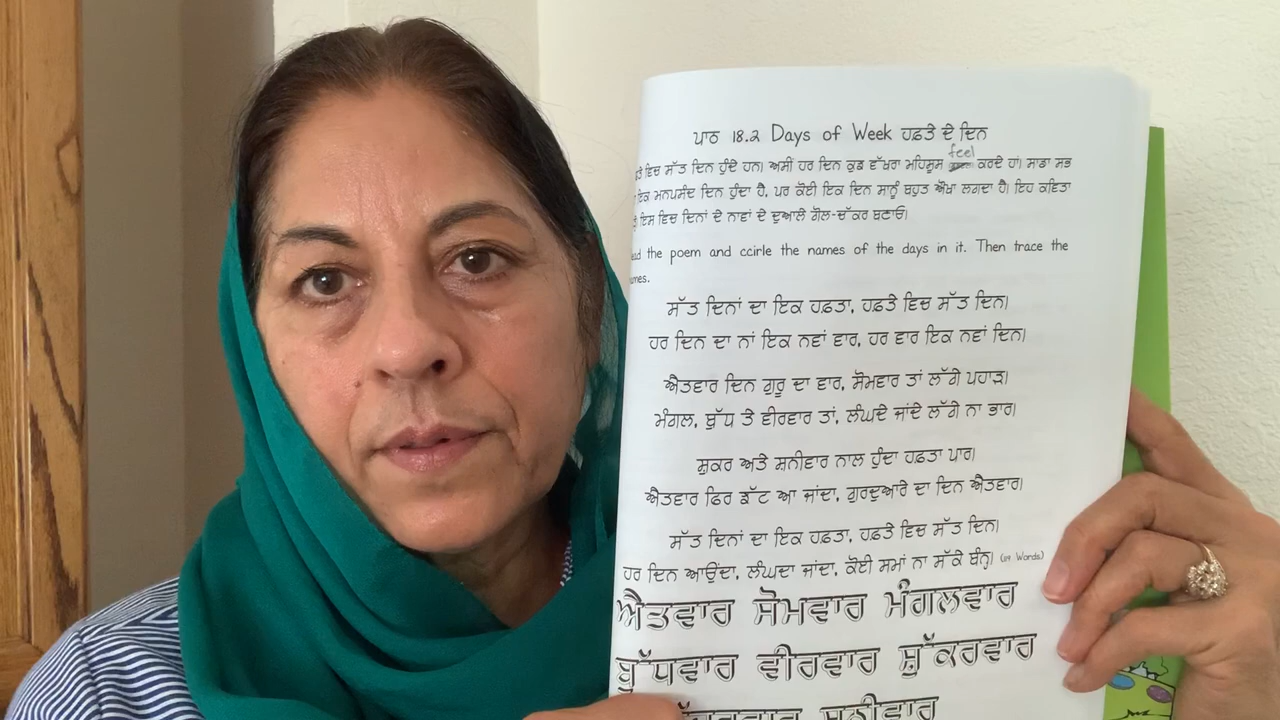 ਪਾਠ 18.2 Days of Week ਹਫ਼ਤੇ ਦੇ ਦਿਨ
feel
ਵਿਚ ਸੱਤ ਦਿਨ ਹੁੰਦੇ ਹਨ। ਅਸੀਂ ਹਰ ਦਿਨ ਕੁਛ ਵੱਖਰਾ ਮਹਿਸੂਸ ਕਰਦੇ ਹਾਂ। ਸਾਡਾ ਸਭ
ਇਕ ਮਨਪਸੰਦ ਦਿਨ ਹੁੰਦਾ ਹੈ, ਪਰ ਕੋਈ ਇਕ ਦਿਨ ਸਾਨੂੰ ਬਹੁਤ ਔਖਾ ਲਗਦਾ ਹੈ। ਇਹ ਕਵਿਤਾ
ਇਸ ਵਿਚ ਦਿਨਾਂ ਦੇ ਨਾਵਾਂ ਦੇ ਦੁਆਲੇ ਗੋਲ-ਚੱਕਰ ਬਣਾਓ।
the poem and ccirle the names of the days in it. Then trace the
ਸੱਤ ਦਿਨਾਂ ਦਾ ਇਕ ਹਫ਼ਤਾ, ਹਫ਼ਤੇ ਵਿਚ ਸੱਤ ਦਿਨ।
ਹਰ ਦਿਨ ਦਾ ਨਾਂ ਇਕ ਨਵਾਂ ਵਾਰ, ਹਰ ਵਾਰ ਇਕ ਨਵਾਂ ਦਿਨ।
ਐਤਵਾਰ ਦਿਨ ਗੁਰੂ ਦਾ ਵਾਰ, ਸੋਮਵਾਰ ਤਾਂ ਲੱਗੇ ਪਹਾੜ।
ਮੰਗਲ, ਬੁੱਧ ਤੇ ਵੀਰਵਾਰ ਤਾਂ, ਲੰਘਦੇ ਜਾਂਦੇ ਲੱਗੇ ਨਾ ਭਾਰ।
ਸ਼ੁਕਰ ਅਤੇ ਸ਼ਨੀਵਾਰ ਨਾਲ ਹੁੰਦਾ ਹਫ਼ਤਾ ਪਾਰ।
ਐਤਵਾਰ ਫਿਰ ਝੱਟ ਆ ਜਾਂਦਾ, ਗੁਰਦੁਆਰੇ ਦਾ ਦਿਨ ਐਤਵਾਰ।
ਸੱਤ ਦਿਨਾਂ ਦਾ ਇਕ ਹਫ਼ਤਾ, ਹਫ਼ਤੇ ਵਿਚ ਸੱਤ ਦਿਨ।
ਹਰ ਦਿਨ ਆਉਂਦਾ, ਲੰਘਦਾ ਜਾਂਦਾ, ਕੋਈ ਸਮਾਂ ਨਾ ਸੱਕੇ ਬੰਨ੍ਹ। Words)
ਐਤਵਾਰ ਸੋਮਵਾਰ ਮੰਗਲਵਾਰ
ਬੁੱਧਵਾਰ ਵੀਰਵਾਰ ਸ਼ੁੱਕਰਵਾਰ
ਸ਼ਨੀਵਾਰ